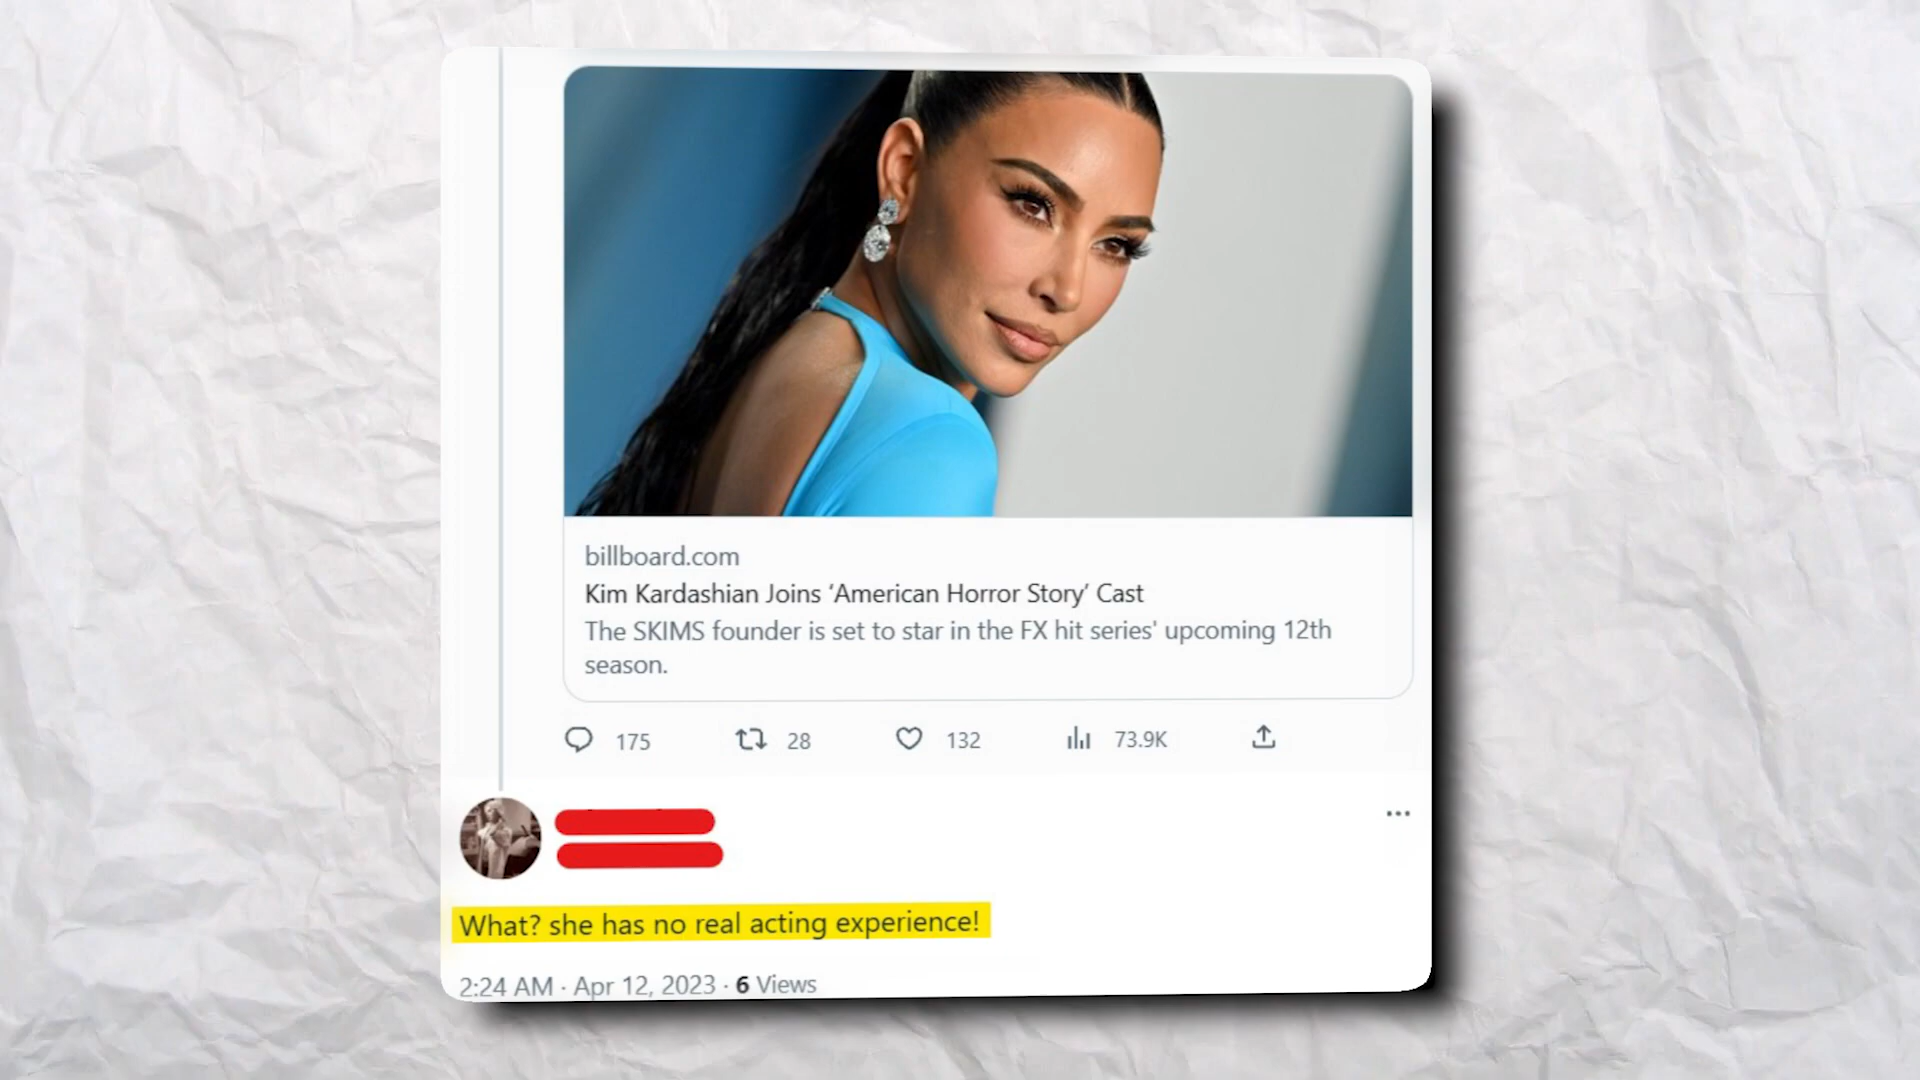 billboard.com
Kim Kardashian Joins ‘American Horror Story’ Cast
The SKIMS founder is set to star in the FX hit series' upcoming 12th
season.
175 28 132 73.9K
What? she has no real acting experience!
2:24 AM · Apr 12, 2023 · 6 Views